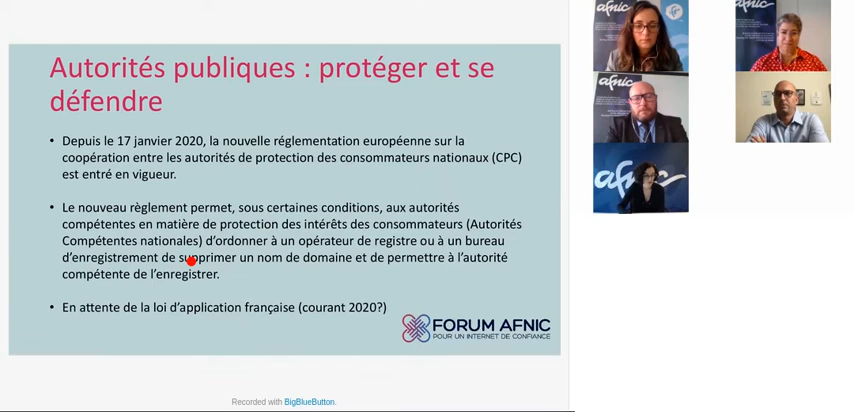 Autorités publiques : protéger et se
défendre
• Depuis le 17 janvier 2020, la nouvelle réglementation européenne sur la
coopération entre les autorités de protection des consommateurs nationaux (CPC)
est entré en vigueur.
• Le nouveau règlement permet, sous certaines conditions, aux autorités
compétentes en matière de protection des intérêts des consommateurs (Autorités
Compétentes nationales) d’ordonner à un opérateur de registre ou à un bureau
d’enregistrement de supprimer un nom de domaine et de permettre à l’autorité
compétente de l’enregistrer.
• En attente de la loi d’application française (courant 2020?)
FORUM AFNIC
POUR UN INTERNET DE CONFIANCE
Recorded with BigBlueButton.
afnic
afnic
afnic
afnic